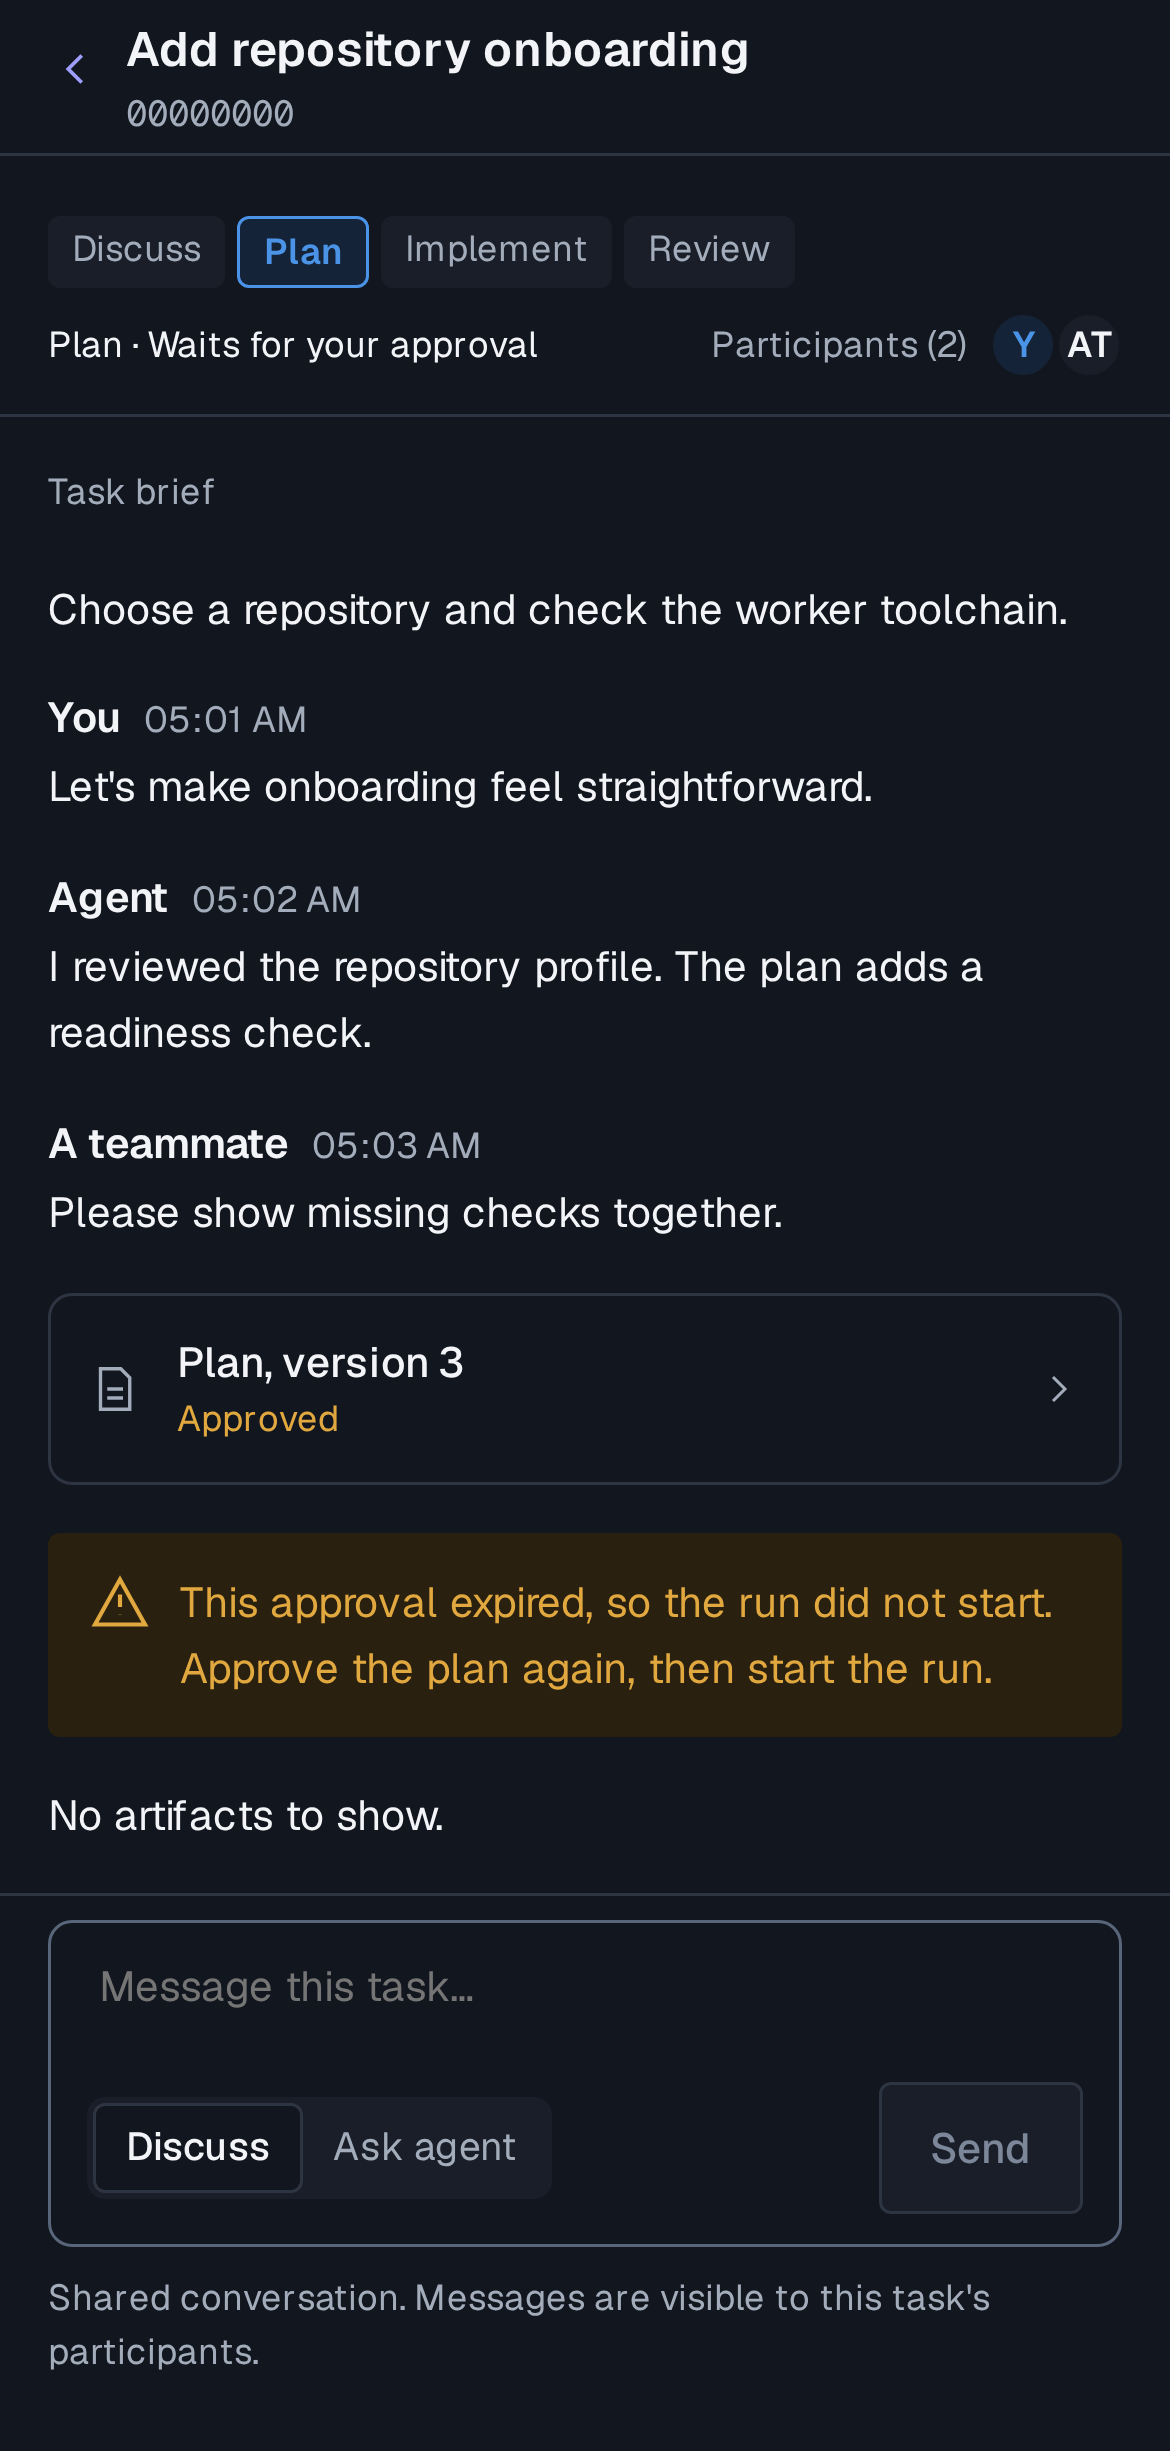 Add repository onboarding
00000000
Discuss
Plan
Implement
Review
Plan · Waits for your approval
Participants (2)
Y
AT
Task brief
Choose a repository and check the worker toolchain.
You 05:01 AM
Let's make onboarding feel straightforward.
Agent 05:02 AM
I reviewed the repository profile. The plan adds a
readiness check.
A teammate 05:03 AM
Please show missing checks together.
Plan, version 3
Approved
This approval expired, so the run did not start.
Approve the plan again, then start the run.
No artifacts to show.
Message this task…
Discuss
Ask agent
Send
Shared conversation. Messages are visible to this task's
participants.